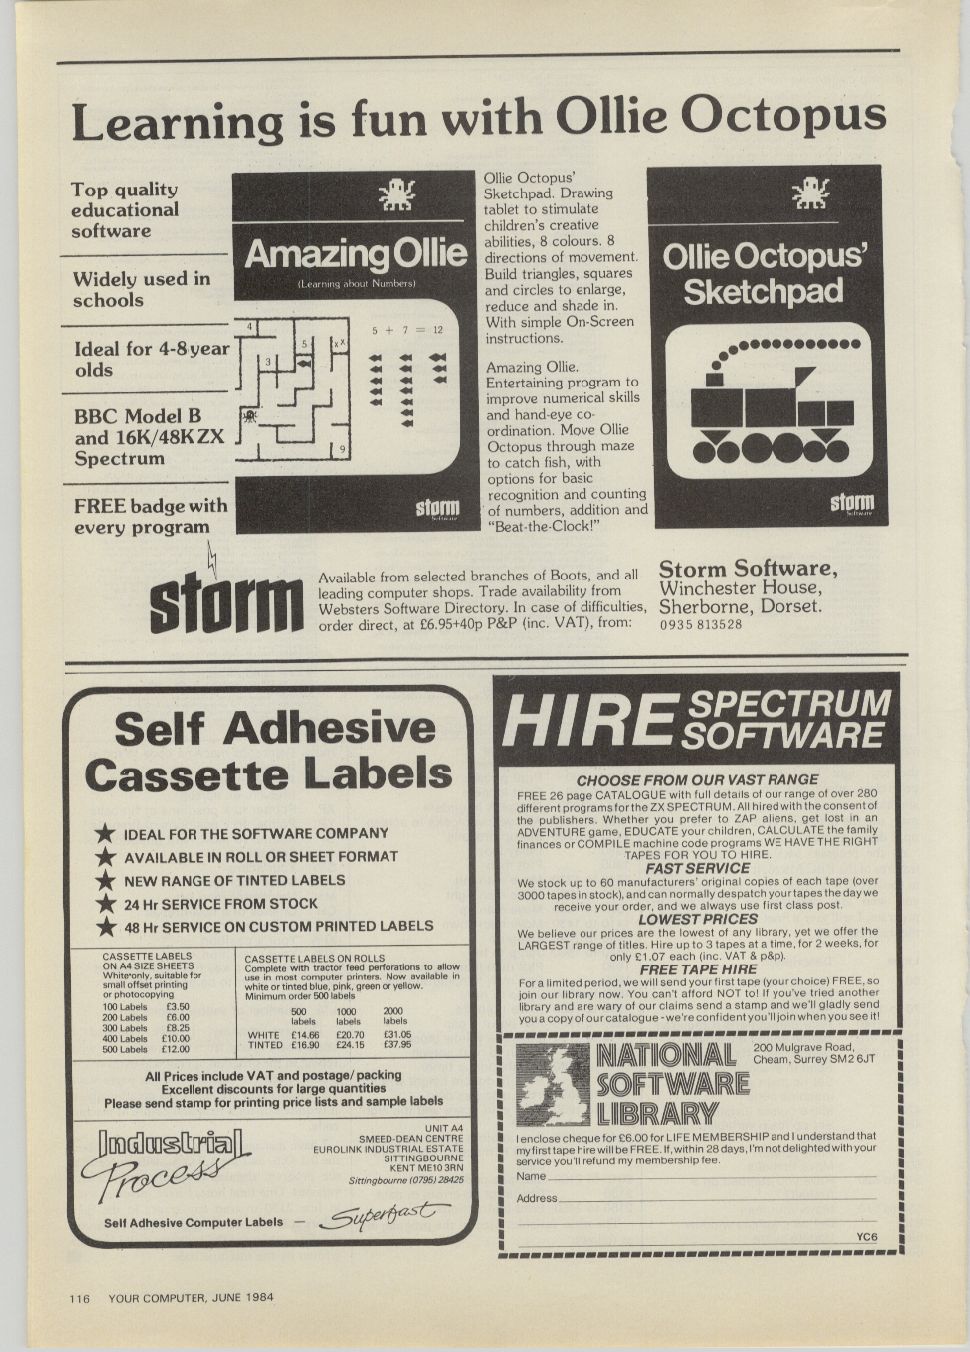 Learning is fun with Ollie Octopus
Top quality
educational
software
Widely used in
schools
Ideal for 4-8 year
olds
BBC Model B
and 16K/48K ZX
Spectrum
FREE badge with
every program
Amazing Ollie
(Learning about Numbers)
5 + 7 = 12
4
5
x x
3
9
storm
Software
Ollie Octopus'
Sketchpad. Drawing
tablet to stimulate
children's creative
abilities, 8 colours. 8
directions of movement.
Build triangles, squares
and circles to enlarge,
reduce and shade in.
With simple On-Screen
instructions.
Amazing Ollie.
Entertaining program to
improve numerical skills
and hand-eye co-
ordination. Move Ollie
Octopus through maze
to catch fish, with
options for basic
recognition and counting
of numbers, addition and
"Beat-the-Clock!"
Ollie Octopus'
Sketchpad
storm
Software
storm
Available from selected branches of Boots, and all
leading computer shops. Trade availability from
Websters Software Directory. In case of difficulties,
order direct, at £6.95+40p P&P (inc. VAT), from:
Storm Software,
Winchester House,
Sherborne, Dorset.
0935 813528
Self Adhesive
Cassette Labels
★ IDEAL FOR THE SOFTWARE COMPANY
★ AVAILABLE IN ROLL OR SHEET FORMAT
★ NEW RANGE OF TINTED LABELS
★ 24 Hr SERVICE FROM STOCK
★ 48 Hr SERVICE ON CUSTOM PRINTED LABELS
CASSETTE LABELS
ON A4 SIZE SHEETS
White only, suitable for
small offset printing
or photocopying
100 Labels £3.50
200 Labels £6.00
300 Labels £8.25
400 Labels £10.00
500 Labels £12.00
CASSETTE LABELS ON ROLLS
Complete with tractor feed perforations to allow
use in most computer printers. Now available in
white or tinted blue, pink, green or yellow.
Minimum order 500 labels
500 1000 2000
labels labels labels
WHITE £14.66 £20.70 £31.05
TINTED £16.90 £24.15 £37.95
All Prices include VAT and postage/packing
Excellent discounts for large quantities
Please send stamp for printing price lists and sample labels
Industrial
Process
UNIT A4
SMEED-DEAN CENTRE
EUROLINK INDUSTRIAL ESTATE
SITTINGBOURNE
KENT ME10 3RN
Sittingbourne (0795) 28425
Self Adhesive Computer Labels — Superfast
HIRE SPECTRUM
SOFTWARE
CHOOSE FROM OUR VAST RANGE
FREE 26 page CATALOGUE with full details of our range of over 280
different programs for the ZX SPECTRUM. All hired with the consent of
the publishers. Whether you prefer to ZAP aliens, get lost in an
ADVENTURE game, EDUCATE your children, CALCULATE the family
finances or COMPILE machine code programs WE HAVE THE RIGHT
TAPES FOR YOU TO HIRE.
FAST SERVICE
We stock up to 60 manufacturers' original copies of each tape (over
3000 tapes in stock), and can normally despatch your tapes the day we
receive your order, and we always use first class post.
LOWEST PRICES
We believe our prices are the lowest of any library, yet we offer the
LARGEST range of titles. Hire up to 3 tapes at a time, for 2 weeks, for
only £1.07 each (inc. VAT & p&p).
FREE TAPE HIRE
For a limited period, we will send your first tape (your choice) FREE, so
join our library now. You can't afford NOT to! If you've tried another
library and are wary of our claims send a stamp and we'll gladly send
you a copy of our catalogue - we're confident you'll join when you see it!
NATIONAL
SOFTWARE
LIBRARY
200 Mulgrave Road,
Cheam, Surrey SM2 6JT
I enclose cheque for £6.00 for LIFE MEMBERSHIP and I understand that
my first tape hire will be FREE. If, within 28 days, I'm not delighted with your
service you'll refund my membership fee.
Name
Address
YC6
116 YOUR COMPUTER, JUNE 1984